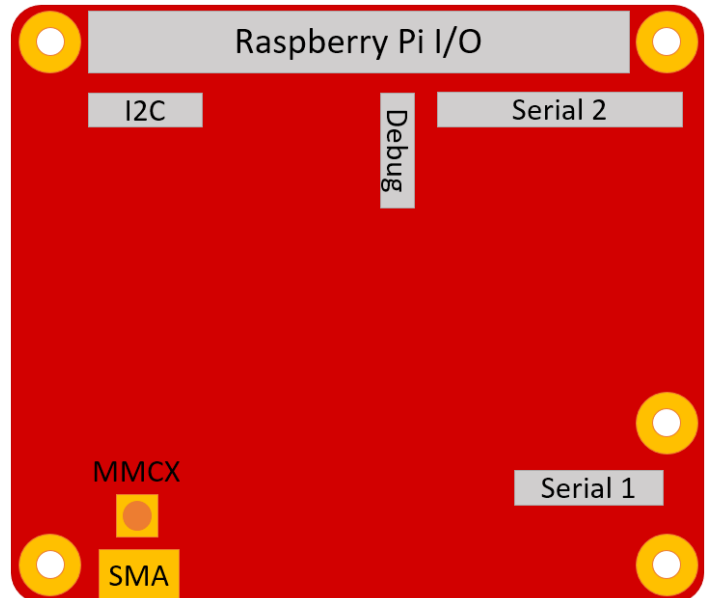 Raspberry Pi I/O
I2C
Debug
Serial 2
MMCX
Serial 1
SMA